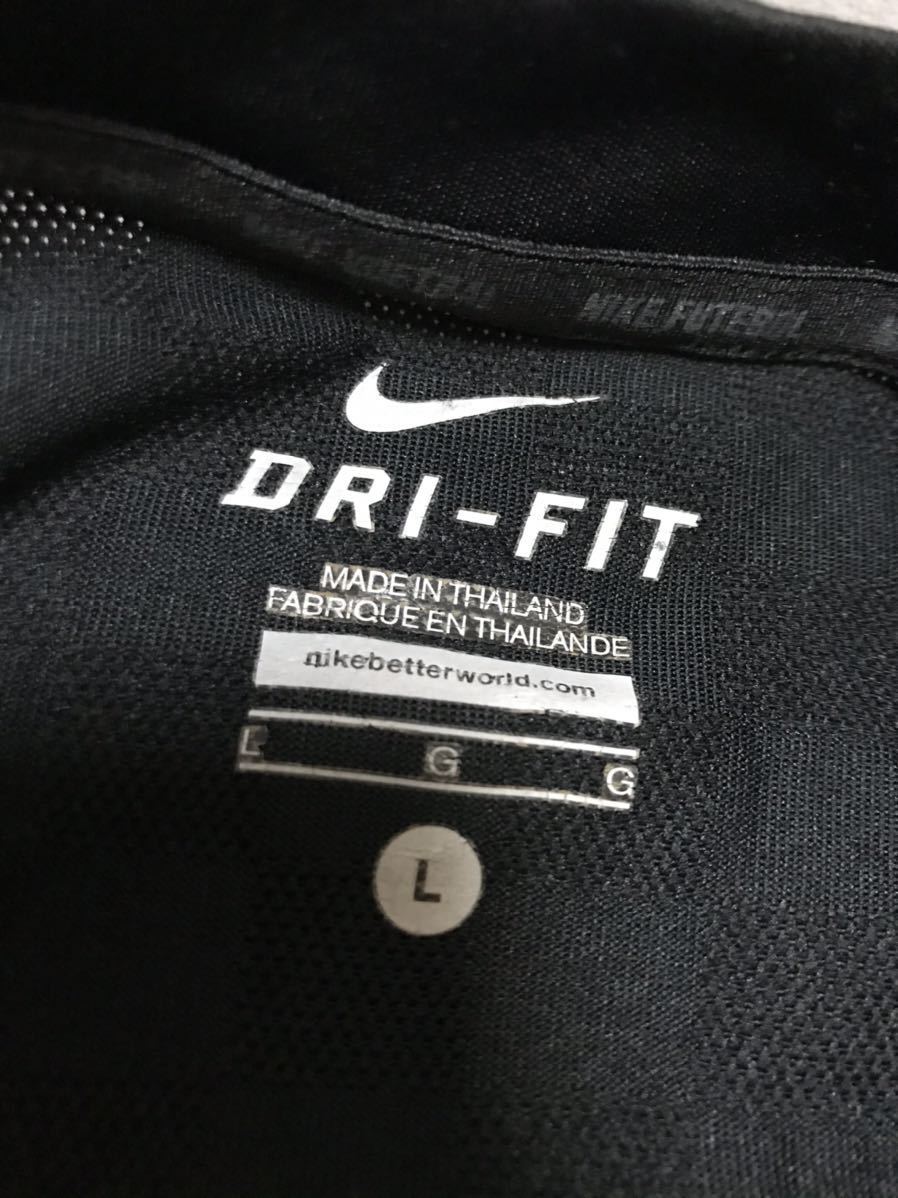 NIKE FUTEBOL
DRI-FIT
MADE IN THAILAND
FABRIQUE EN THAILANDE
nikebetterworld.com
L G G
L